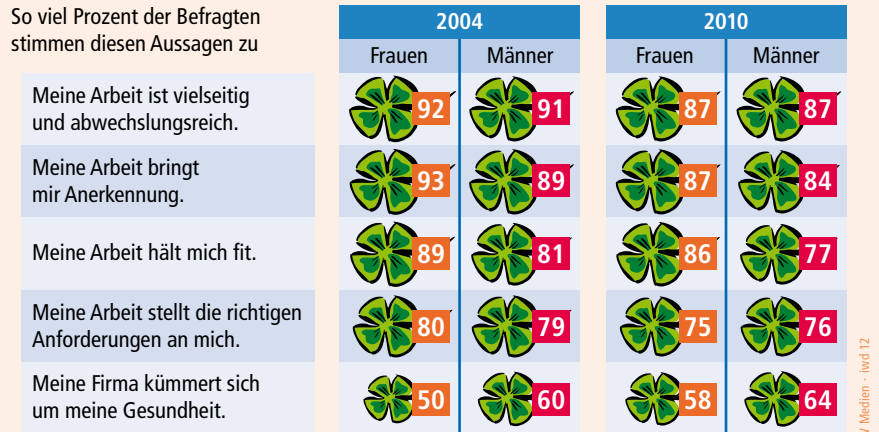 So viel Prozent der Befragten
stimmen diesen Aussagen zu
2004
2010
Frauen
Männer
Frauen
Männer
Meine Arbeit ist vielseitig
und abwechslungsreich.
92
91
87
87
Meine Arbeit bringt
mir Anerkennung.
93
89
87
84
Meine Arbeit hält mich fit.
89
81
86
77
Meine Arbeit stellt die richtigen
Anforderungen an mich.
80
79
75
76
Meine Firma kümmert sich
um meine Gesundheit.
50
60
58
64
Medien · iwd 12